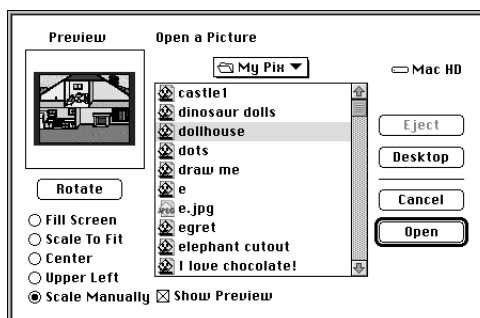 Preview
Open a Picture
My Pix
Mac HD
castle1
dinosaur dolls
dollhouse
dots
draw me
e
e.jpg
egret
elephant cutout
I love chocolate!
Eject
Desktop
Cancel
Open
Rotate
Fill Screen
Scale To Fit
Center
Upper Left
Scale Manually
Show Preview